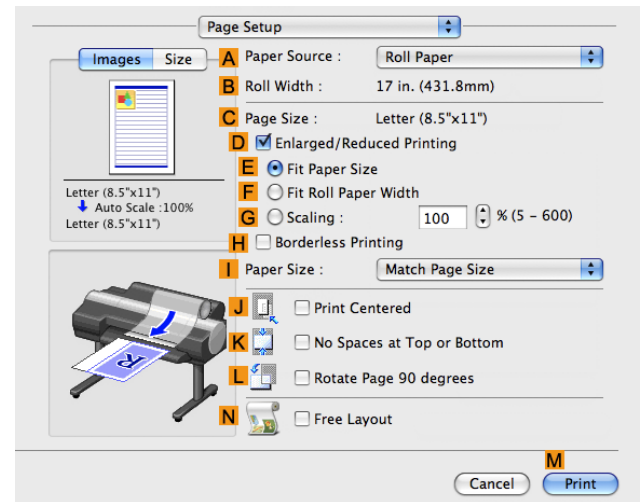 Page Setup
Images Size
A Paper Source : Roll Paper
B Roll Width : 17 in. (431.8mm)
C Page Size : Letter (8.5"x11")
D Enlarged/Reduced Printing
E Fit Paper Size
F Fit Roll Paper Width
G Scaling : 100 % (5 - 600)
H Borderless Printing
Letter (8.5"x11")
Auto Scale :100%
Letter (8.5"x11")
I Paper Size : Match Page Size
J Print Centered
K No Spaces at Top or Bottom
L Rotate Page 90 degrees
N Free Layout
R
M
Cancel Print